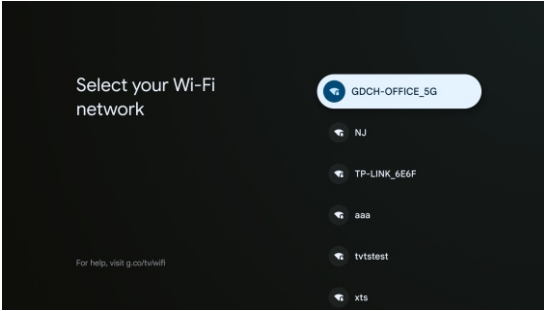 Select your Wi-Fi
network
GDCH-OFFICE_5G
NJ
TP-LINK_6E6F
aaa
tvtstest
For help, visit g.co/tv/wifi
xts